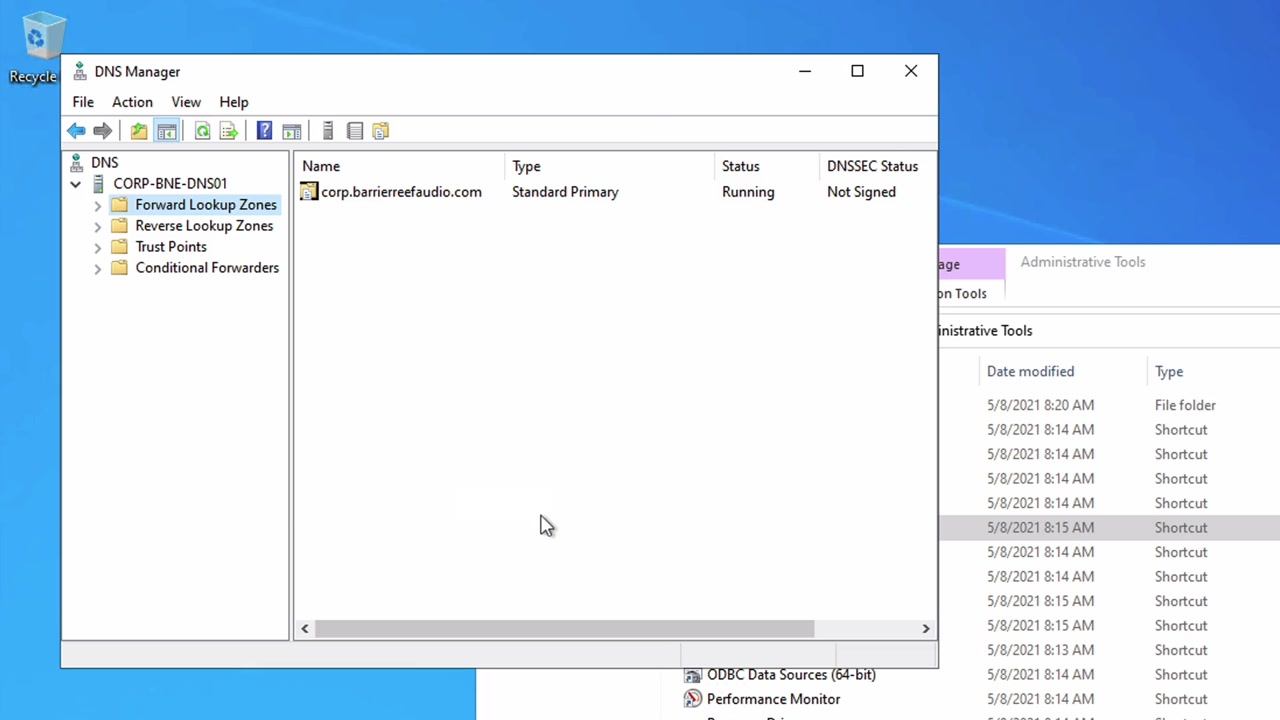 Recycle
DNS Manager
File Action View Help
DNS
CORP-BNE-DNS01
Forward Lookup Zones
Reverse Lookup Zones
Trust Points
Conditional Forwarders
Name Type Status DNSSEC Status
corp.barrierreefaudio.com Standard Primary Running Not Signed
age Administrative Tools
on Tools
inistrative Tools
Date modified Type
5/8/2021 8:20 AM File folder
5/8/2021 8:14 AM Shortcut
5/8/2021 8:14 AM Shortcut
5/8/2021 8:14 AM Shortcut
5/8/2021 8:14 AM Shortcut
5/8/2021 8:15 AM Shortcut
5/8/2021 8:14 AM Shortcut
5/8/2021 8:14 AM Shortcut
5/8/2021 8:15 AM Shortcut
5/8/2021 8:15 AM Shortcut
5/8/2021 8:13 AM Shortcut
ODBC Data Sources (64-bit) 5/8/2021 8:14 AM Shortcut
Performance Monitor 5/8/2021 8:14 AM Shortcut